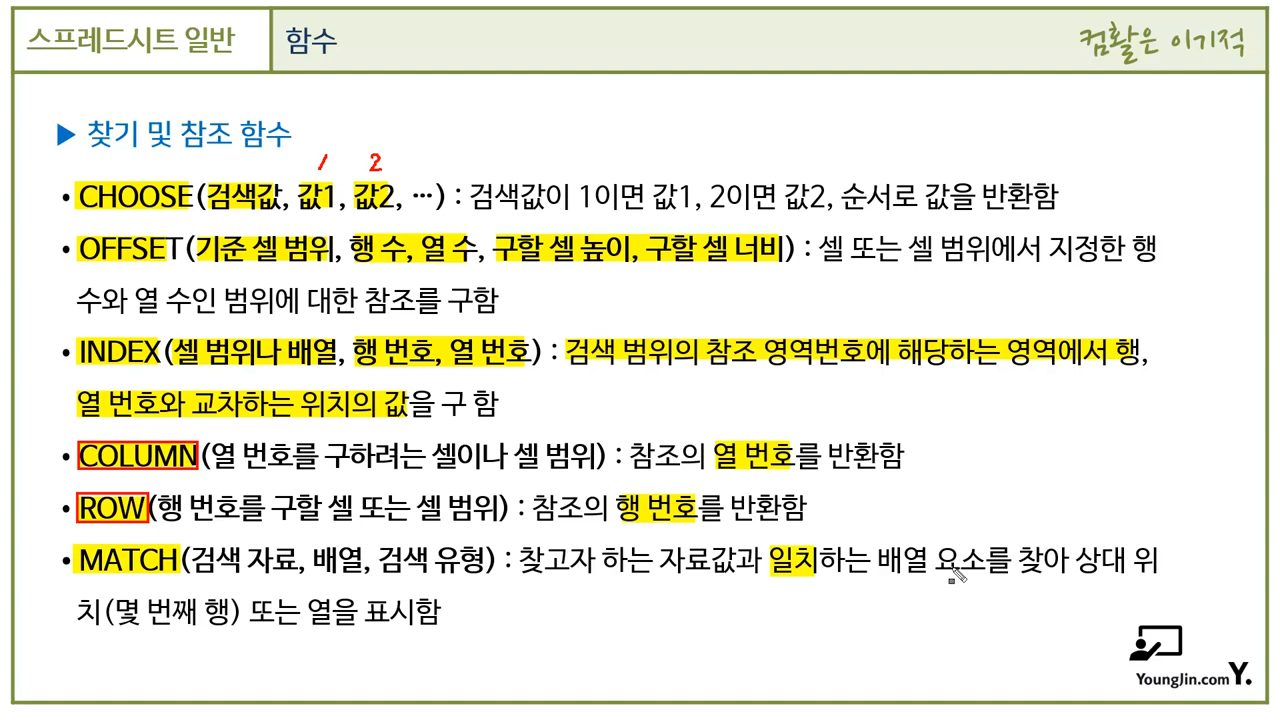 스프레드시트 일반
함수
컴활은 이기적
▶ 찾기 및 참조 함수
1 2
• CHOOSE(검색값, 값1, 값2, …) : 검색값이 1이면 값1, 2이면 값2, 순서로 값을 반환함
• OFFSET(기준 셀 범위, 행 수, 열 수, 구할 셀 높이, 구할 셀 너비) : 셀 또는 셀 범위에서 지정한 행
수와 열 수인 범위에 대한 참조를 구함
• INDEX(셀 범위나 배열, 행 번호, 열 번호) : 검색 범위의 참조 영역번호에 해당하는 영역에서 행,
열 번호와 교차하는 위치의 값을 구 함
• COLUMN(열 번호를 구하려는 셀이나 셀 범위) : 참조의 열 번호를 반환함
• ROW(행 번호를 구할 셀 또는 셀 범위) : 참조의 행 번호를 반환함
• MATCH(검색 자료, 배열, 검색 유형) : 찾고자 하는 자료값과 일치하는 배열 요소를 찾아 상대 위
치(몇 번째 행) 또는 열을 표시함
YoungJin.com Y.